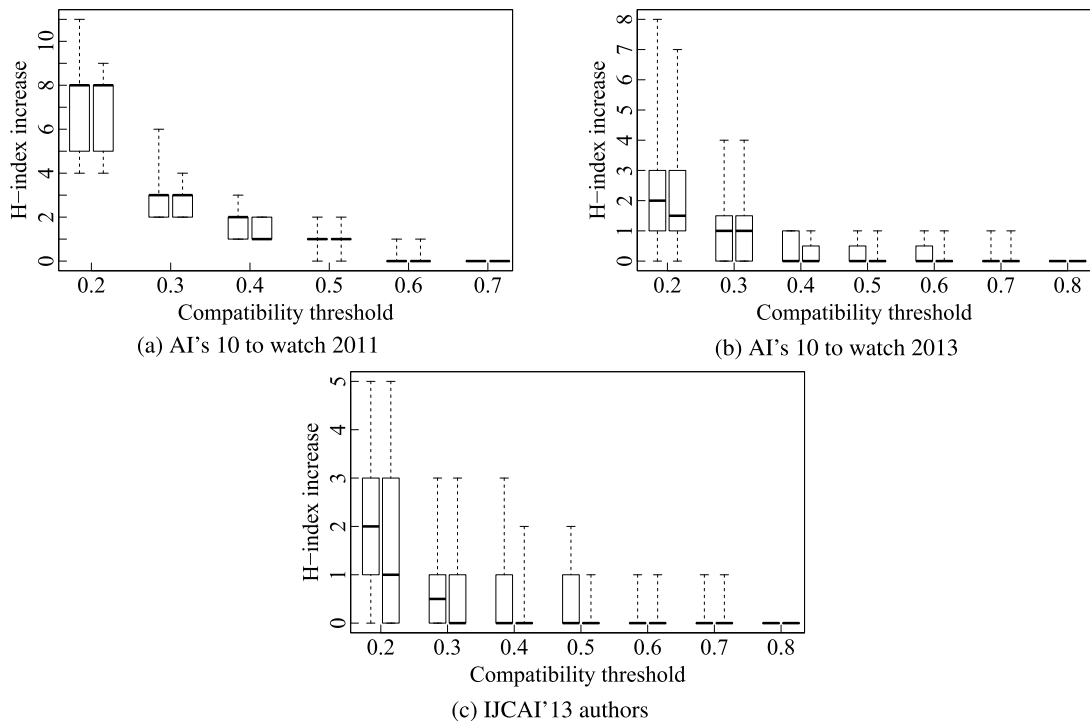 H-index increase
10
8
6
4
2
0
0.2 0.3 0.4 0.5 0.6 0.7
Compatibility threshold
(a) AI's 10 to watch 2011
H-index increase
8
7
6
5
4
3
2
1
0
0.2 0.3 0.4 0.5 0.6 0.7 0.8
Compatibility threshold
(b) AI's 10 to watch 2013
H-index increase
5
4
3
2
1
0
0.2 0.3 0.4 0.5 0.6 0.7 0.8
Compatibility threshold
(c) IJCAI'13 authors